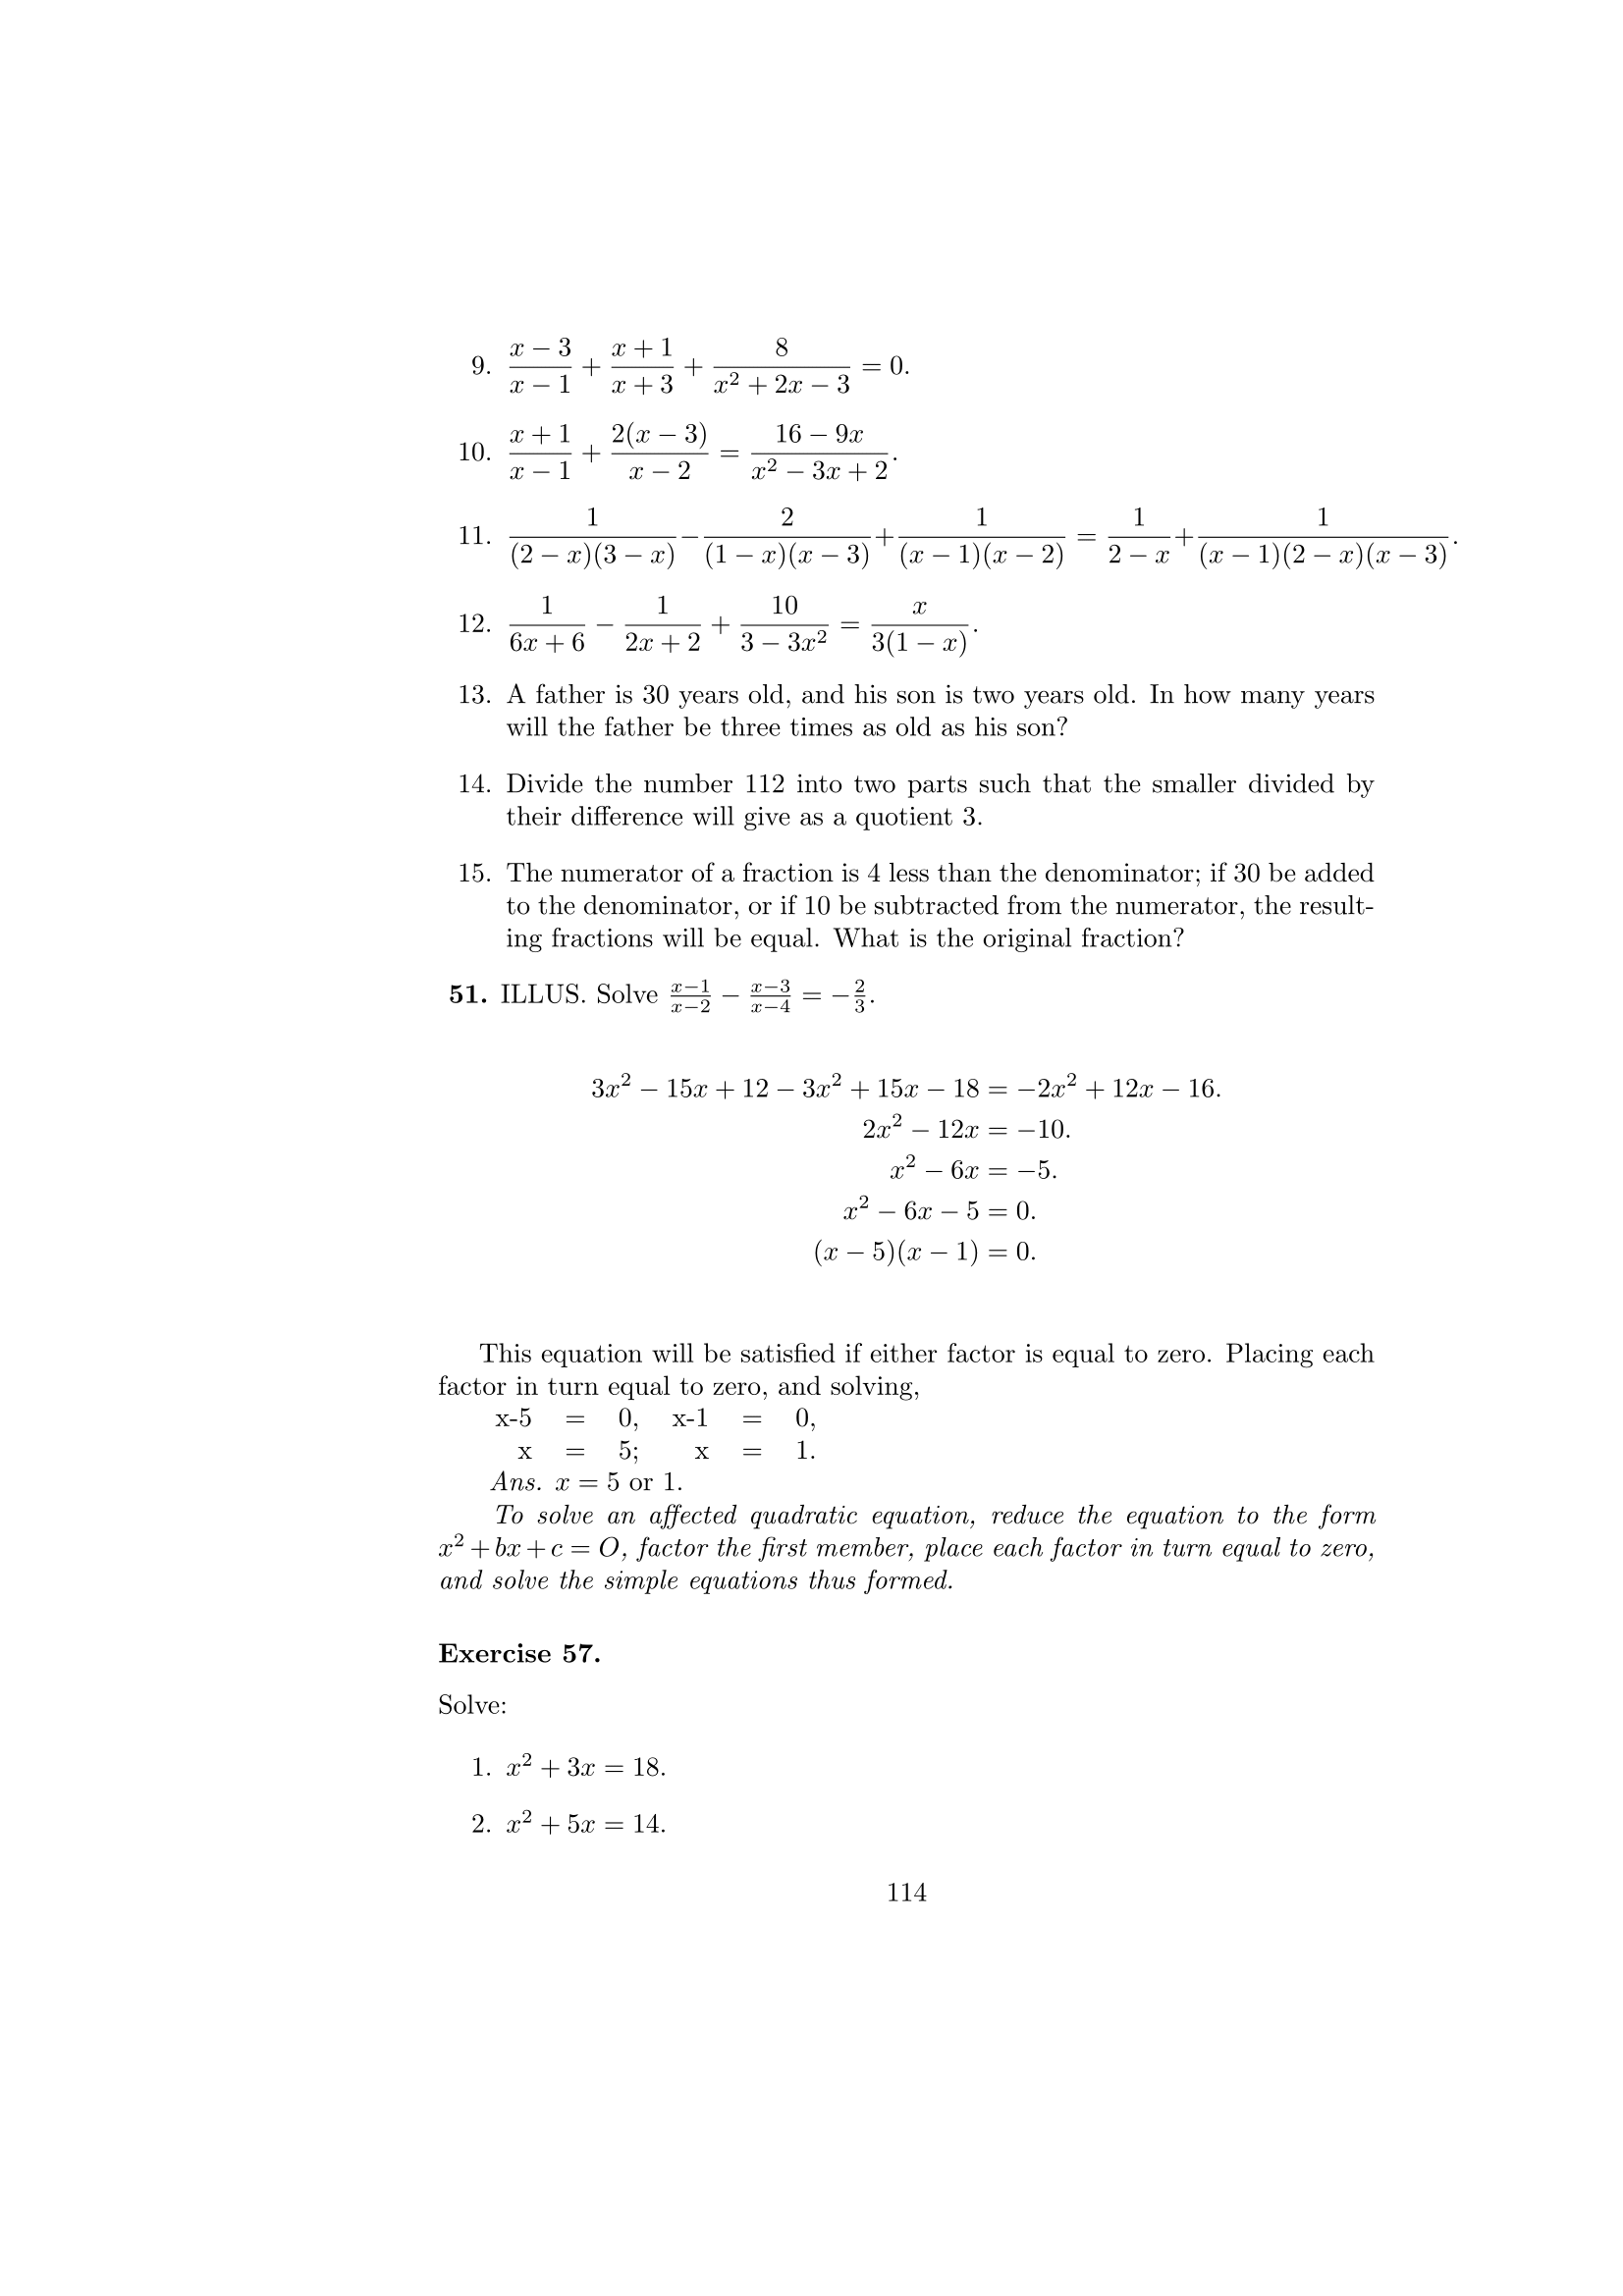 9. \frac{x-3}{x-1} + \frac{x+1}{x+3} + \frac{8}{x^2+2x-3} = 0.
10. \frac{x+1}{x-1} + \frac{2(x-3)}{x-2} = \frac{16-9x}{x^2-3x+2}.
11. \frac{1}{(2-x)(3-x)} - \frac{2}{(1-x)(x-3)} + \frac{1}{(x-1)(x-2)} = \frac{1}{2-x} + \frac{1}{(x-1)(2-x)(x-3)}.
12. \frac{1}{6x+6} - \frac{1}{2x+2} + \frac{10}{3-3x^2} = \frac{x}{3(1-x)}.
13. A father is 30 years old, and his son is two years old. In how many years
will the father be three times as old as his son?
14. Divide the number 112 into two parts such that the smaller divided by
their difference will give as a quotient 3.
15. The numerator of a fraction is 4 less than the denominator; if 30 be added
to the denominator, or if 10 be subtracted from the numerator, the result-
ing fractions will be equal. What is the original fraction?
51. ILLUS. Solve \frac{x-1}{x-2} - \frac{x-3}{x-4} = -\frac{2}{3}.
3x^2 - 15x + 12 - 3x^2 + 15x - 18 = -2x^2 + 12x - 16.
2x^2 - 12x = -10.
x^2 - 6x = -5.
x^2 - 6x - 5 = 0.
(x - 5)(x - 1) = 0.
This equation will be satisfied if either factor is equal to zero. Placing each
factor in turn equal to zero, and solving,
x-5 = 0, x-1 = 0,
x = 5; x = 1.
Ans. x = 5 or 1.
To solve an affected quadratic equation, reduce the equation to the form
x^2 + bx + c = O, factor the first member, place each factor in turn equal to zero,
and solve the simple equations thus formed.
Exercise 57.
Solve:
1. x^2 + 3x = 18.
2. x^2 + 5x = 14.
114